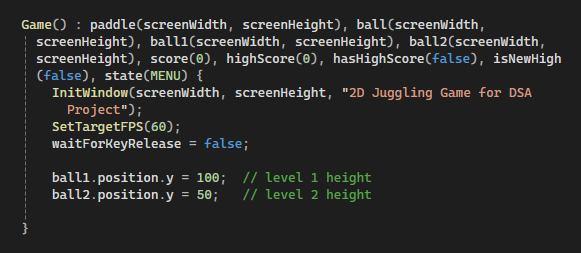 Game() : paddle(screenWidth, screenHeight), ball(screenWidth,
screenHeight), ball1(screenWidth, screenHeight), ball2(screenWidth,
screenHeight), score(0), highScore(0), hasHighScore(false), isNewHigh
(false), state(MENU) {
InitWindow(screenWidth, screenHeight, "2D Juggling Game for DSA
Project");
SetTargetFPS(60);
waitForKeyRelease = false;
ball1.position.y = 100;  // level 1 height
ball2.position.y = 50;   // level 2 height
}